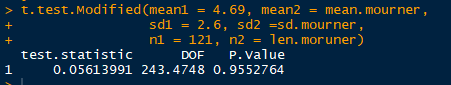 > t.test.Modified(mean1 = 4.69, mean2 = mean.mourner,
+ sd1 = 2.6, sd2 =sd.mourner,
+ n1 = 121, n2 = len.moruner)
test.statistic DOF P.Value
1 0.05613991 243.4748 0.9552764
>